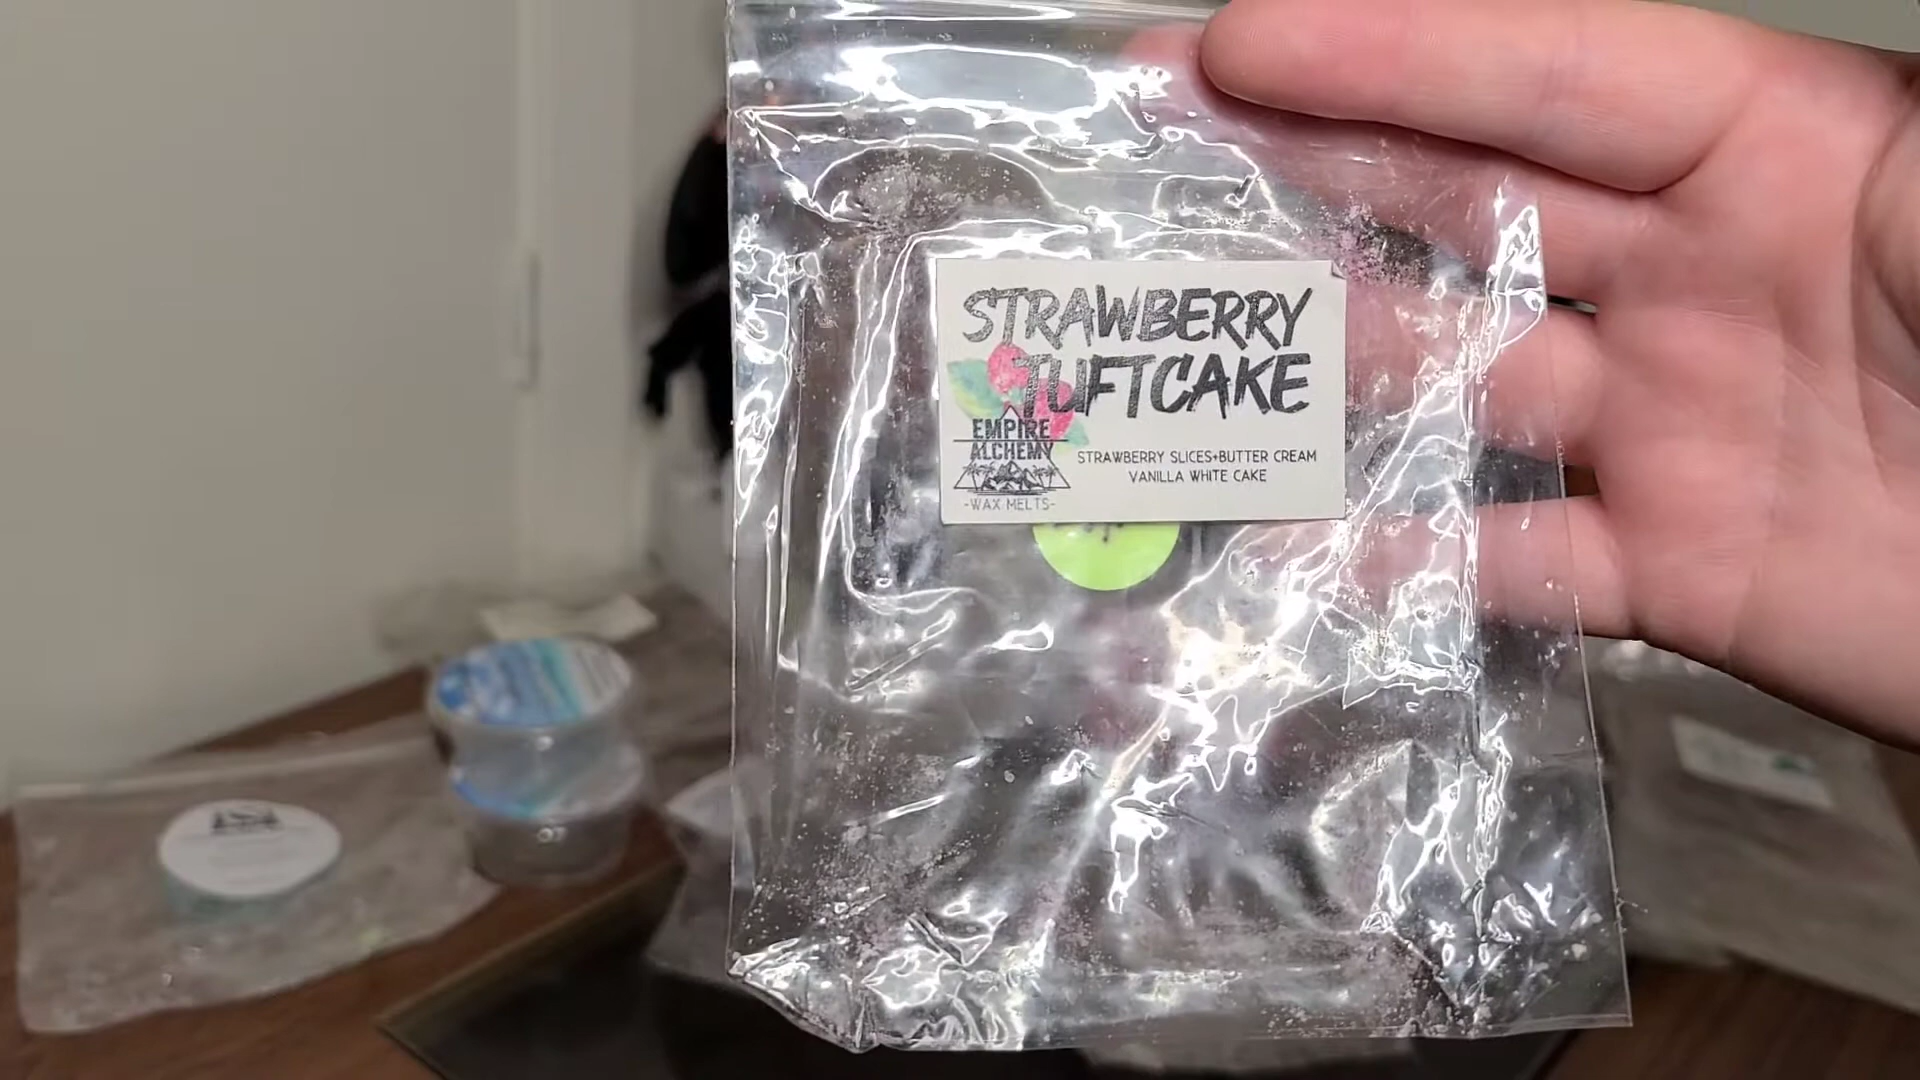 STRAWBERRY
TUFTCAKE
EMPIRE
ALCHEMY
-WAX MELTS-
STRAWBERRY SLICES+BUTTER CREAM
VANILLA WHITE CAKE